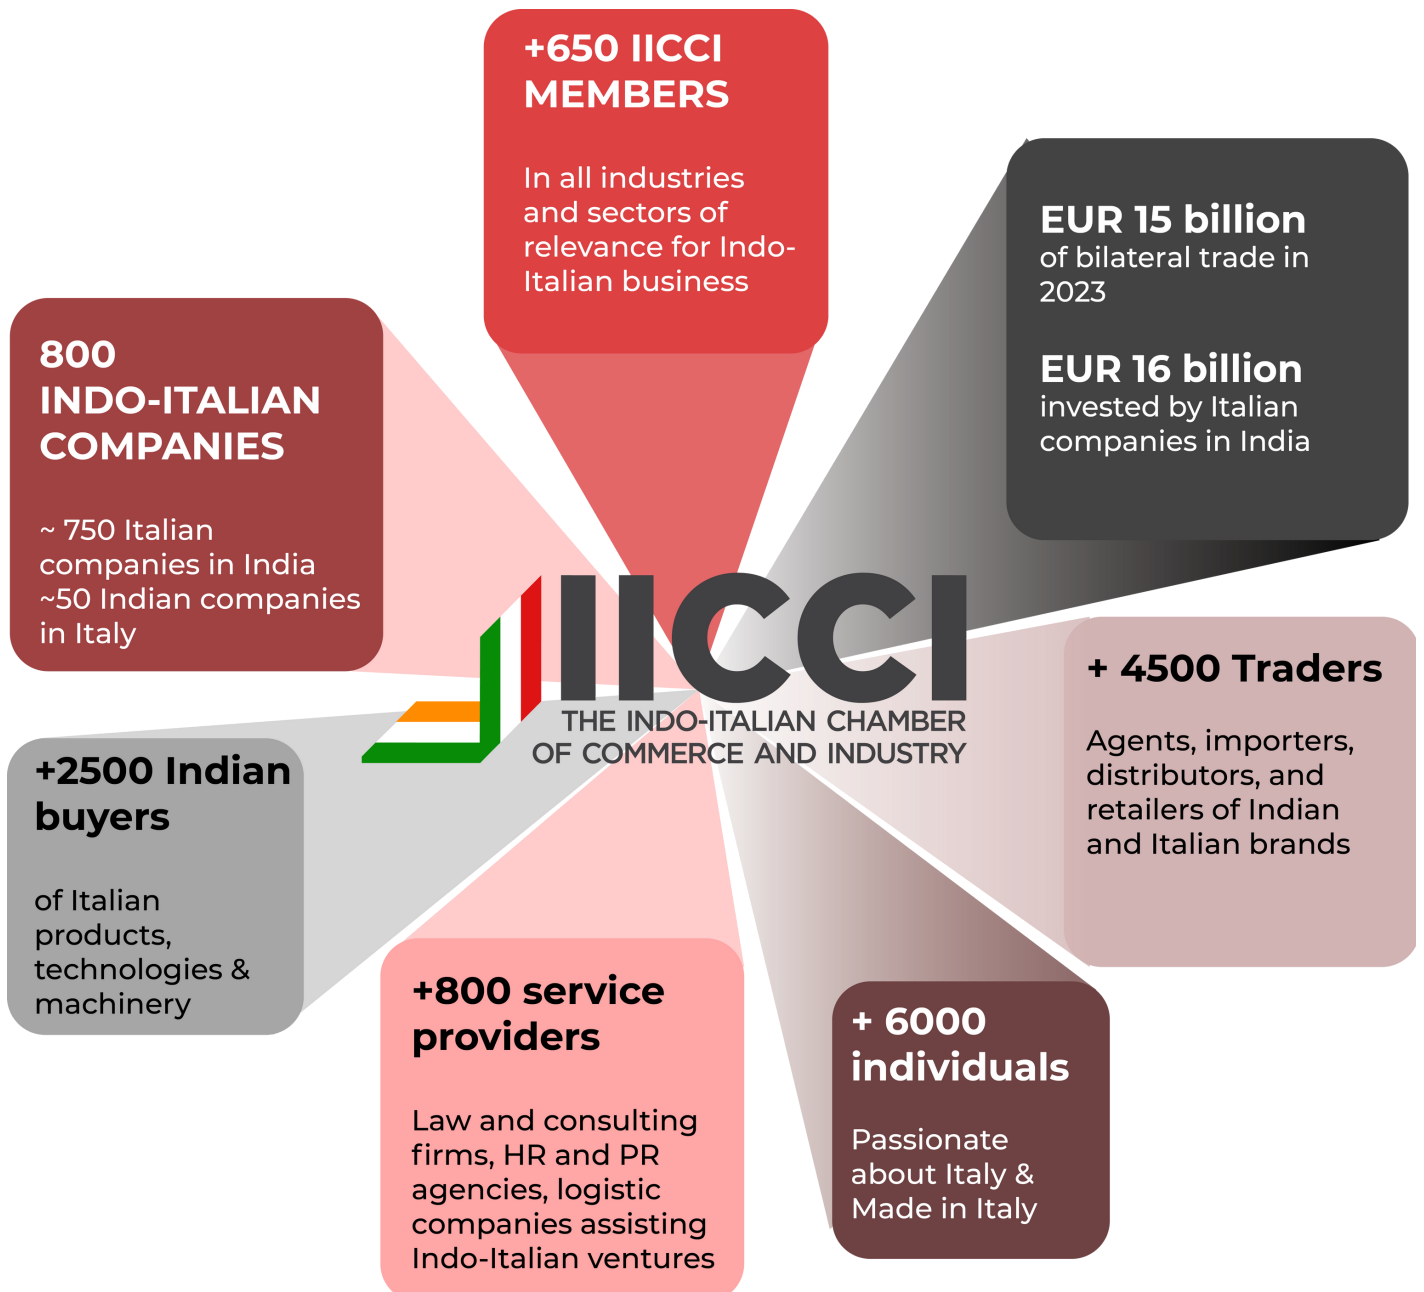 +650 IICCI
MEMBERS
In all industries
and sectors of
relevance for Indo-
Italian business
EUR 15 billion
of bilateral trade in
2023
EUR 16 billion
invested by Italian
companies in India
800
INDO-ITALIAN
COMPANIES
~ 750 Italian
companies in India
~50 Indian companies
in Italy
IICCI
THE INDO-ITALIAN CHAMBER
OF COMMERCE AND INDUSTRY
+ 4500 Traders
Agents, importers,
distributors, and
retailers of Indian
and Italian brands
+2500 Indian
buyers
of Italian
products,
technologies &
machinery
+800 service
providers
Law and consulting
firms, HR and PR
agencies, logistic
companies assisting
Indo-Italian ventures
+ 6000
individuals
Passionate
about Italy &
Made in Italy